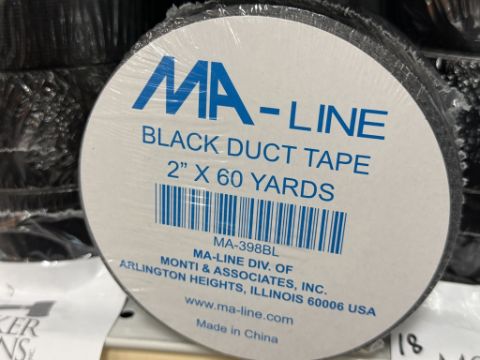 MA-LINE
BLACK DUCT TAPE
2" X 60 YARDS
MA-398BL
MA-LINE DIV. OF
MONTI & ASSOCIATES, INC.
ARLINGTON HEIGHTS, ILLINOIS 60006 USA
www.ma-line.com
Made in China
18